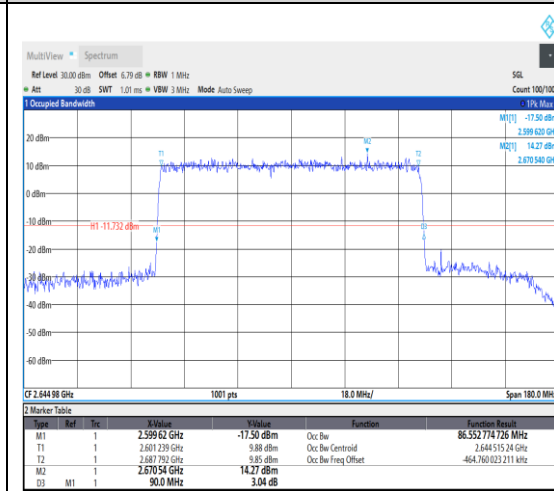 MultiView Spectrum
Ref Level 30.00 dBm Offset 6.79 dB RBW 1 MHz SGL
Att 30 dB SWT 1.01 ms VBW 3 MHz Mode Auto Sweep Count 100/100
1 Occupied Bandwidth 1Pk Max
M1[1] -17.50 dBm
2.599 620 GHz
M2[1] 14.27 dBm
2.670 540 GHz
20 dBm
T1 M2 T2
10 dBm
0 dBm
-10 dBm
H1 -11.732 dBm
M1 D3
-20 dBm
-30 dBm
-40 dBm
-50 dBm
-60 dBm
CF 2.644 98 GHz 1001 pts 18.0 MHz/ Span 180.0 MHz
2 Marker Table
Type Ref Trc X-Value Y-Value Function Function Result
M1 1 2.599 62 GHz -17.50 dBm Occ Bw 86.552 774 726 MHz
T1 1 2.601 239 GHz 9.88 dBm Occ Bw Centroid 2.644 515 24 GHz
T2 1 2.687 792 GHz 9.85 dBm Occ Bw Freq Offset -464.760 023 211 kHz
M2 1 2.670 54 GHz 14.27 dBm
D3 M1 1 90.0 MHz 3.04 dB